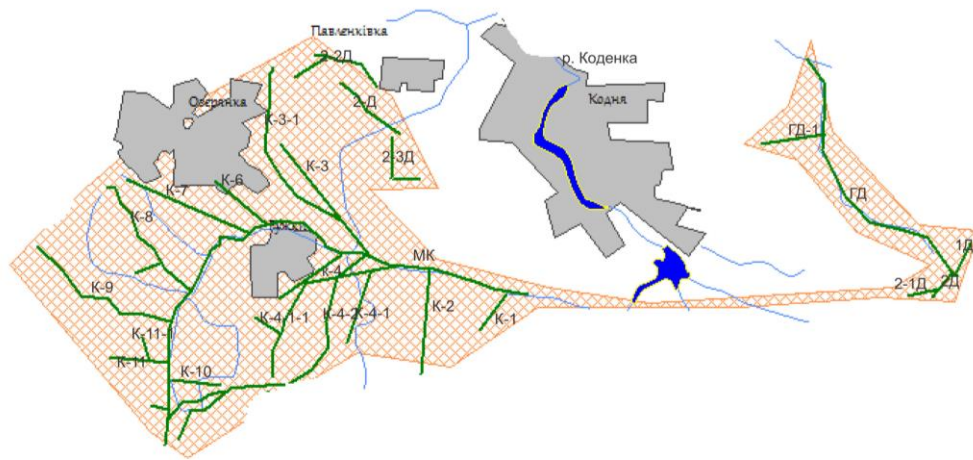 Павленківка
2-2Д
р. Коденка
Кодня
Озерянка
2-Д
К-3-1
ГД-1
К-3
2-3Д
К-6
К-7
ГД
К-8
1Д
МК
К-4
К-9
2-1Д
2Д
К-4-1-1
К-4-2
К-4-1
К-2
К-1
К-11-1
К-11
К-10